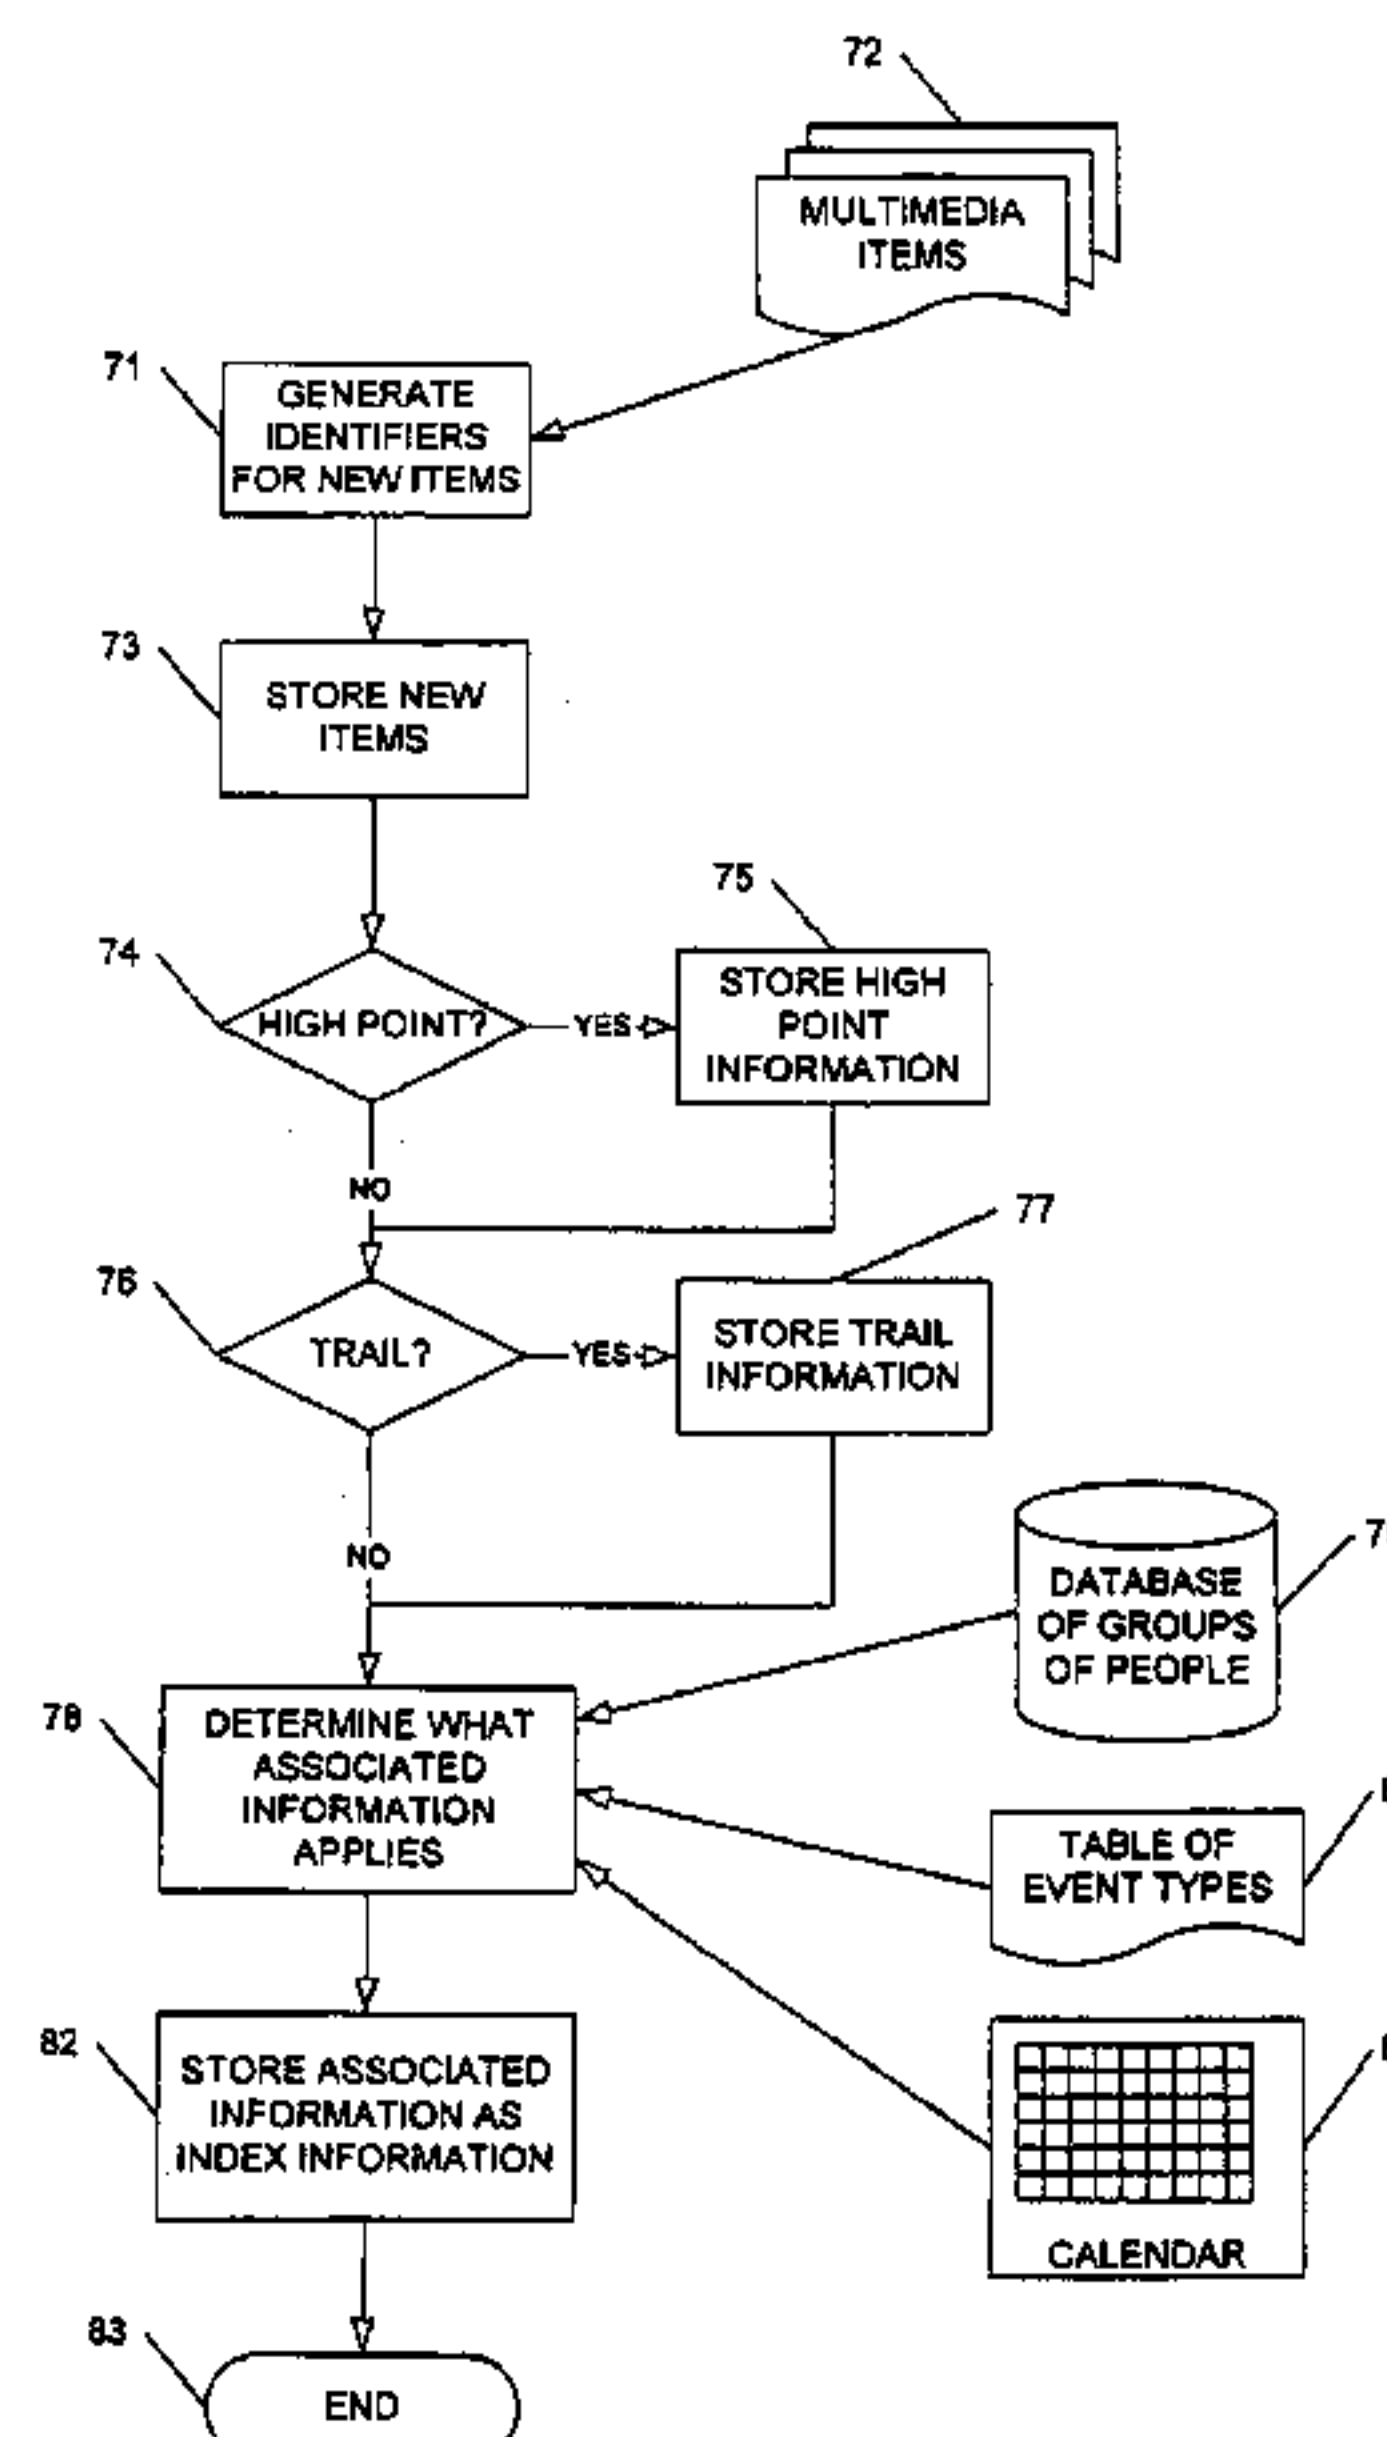 72
MULTIMEDIA
ITEMS
71
GENERATE
IDENTIFIERS
FOR NEW ITEMS
73
STORE NEW
ITEMS
75
74
HIGH POINT?
YES
STORE HIGH
POINT
INFORMATION
NO
77
76
TRAIL?
YES
STORE TRAIL
INFORMATION
NO
DATABASE
OF GROUPS
OF PEOPLE
78
DETERMINE WHAT
ASSOCIATED
INFORMATION
APPLIES
TABLE OF
EVENT TYPES
82
STORE ASSOCIATED
INFORMATION AS
INDEX INFORMATION
CALENDAR
83
END